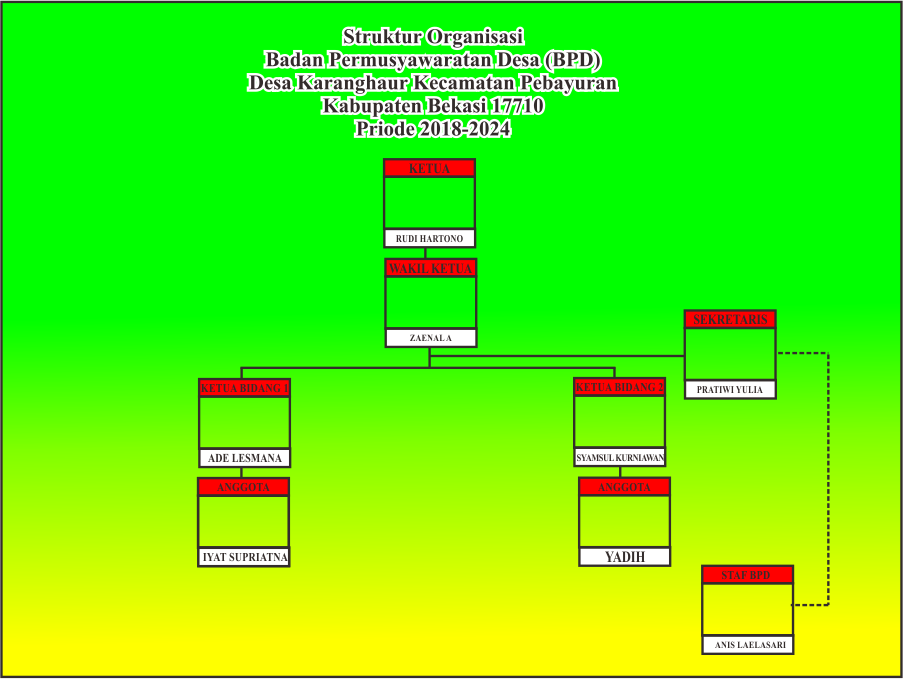 Struktur Organisasi
Badan Permusyawaratan Desa (BPD)
Desa Karanghaur Kecamatan Pebayuran
Kabupaten Bekasi 17710
Priode 2018-2024
KETUA
RUDI HARTONO
WAKIL KETUA
ZAENAL A
SEKRETARIS
PRATIWI YULIA
KETUA BIDANG 1
ADE LESMANA
KETUA BIDANG 2
SYAMSUL KURNIAWAN
ANGGOTA
IYAT SUPRIATNA
ANGGOTA
YADIH
STAF BPD
ANIS LAELASARI